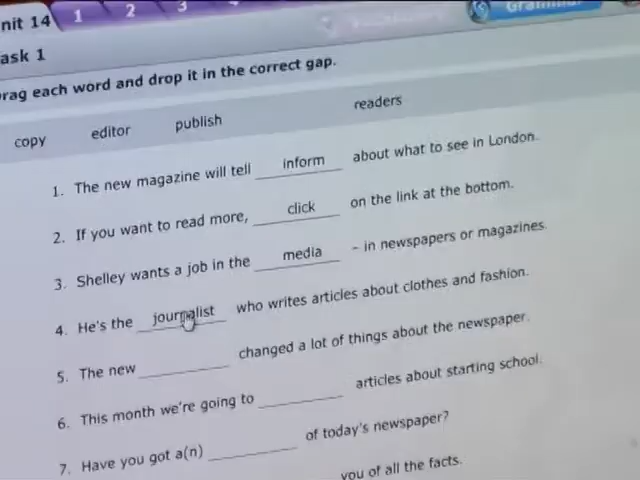 nit 14 1 2 3
ask 1
rag each word and drop it in the correct gap.
copy editor publish readers
1. The new magazine will tell inform about what to see in London.
2. If you want to read more, click on the link at the bottom.
3. Shelley wants a job in the media - in newspapers or magazines.
4. He's the journalist who writes articles about clothes and fashion.
5. The new changed a lot of things about the newspaper.
6. This month we're going to articles about starting school.
7. Have you got a(n) of today's newspaper?
you of all the facts.